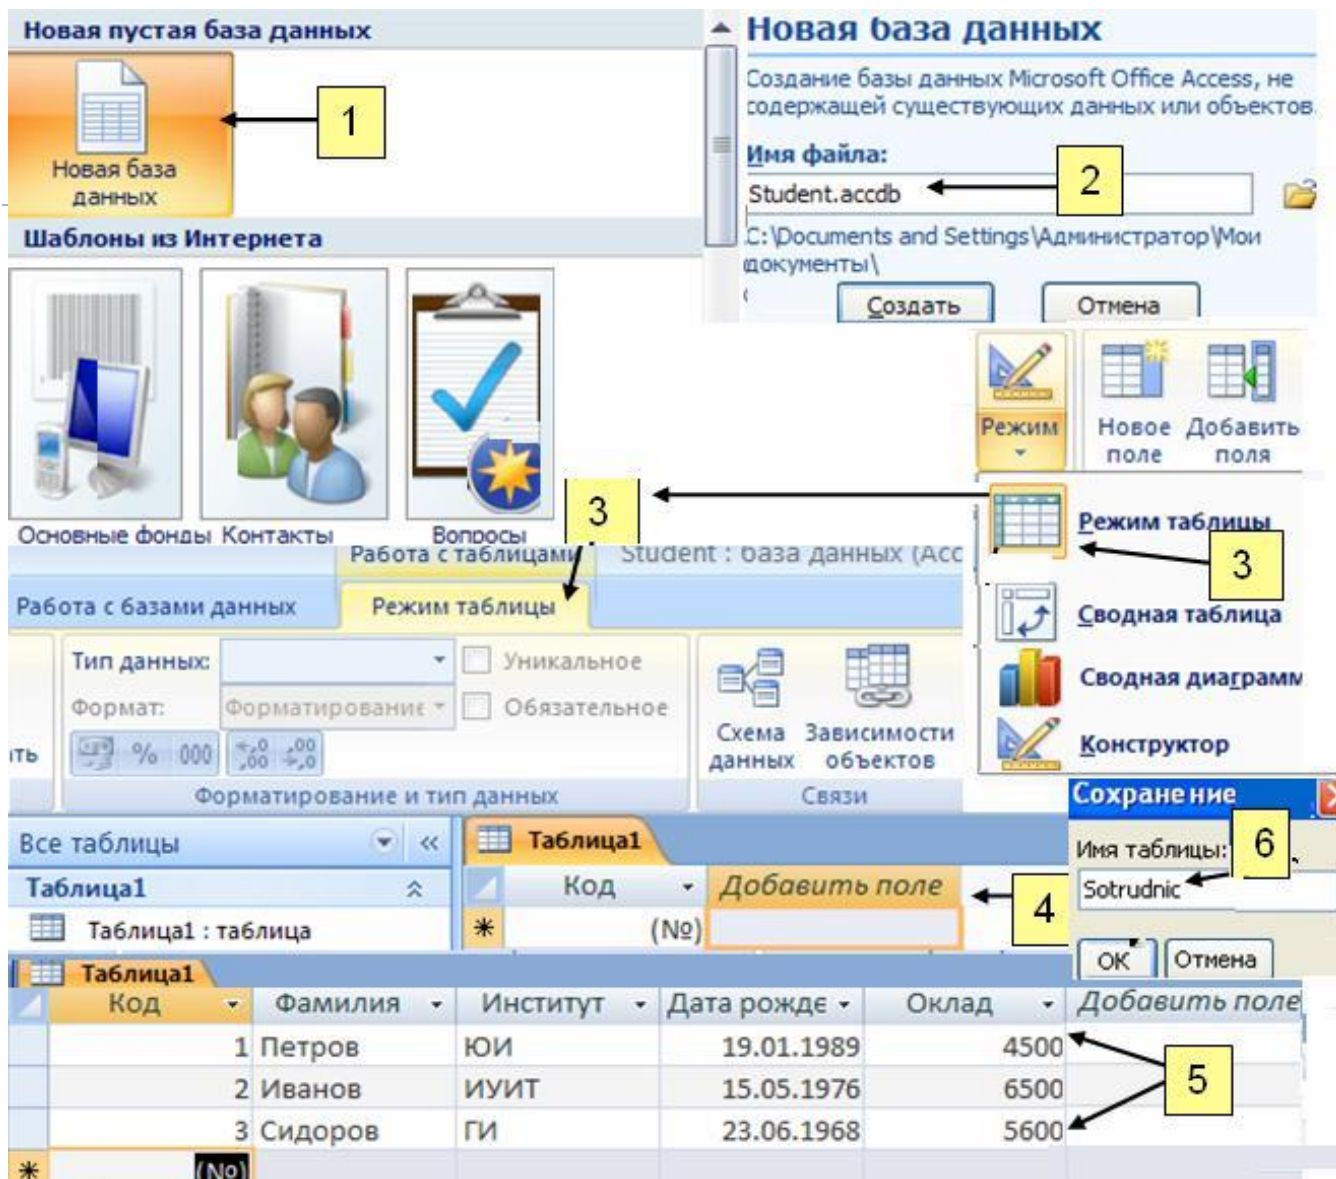 Новая пустая база данных
1
Новая база
данных
Шаблоны из Интернета
Основные фонды
Контакты
Вопросы
Новая база данных
Создание базы данных Microsoft Office Access, не
содержащей существующих данных или объектов.
Имя файла:
2
Student.accdb
C:\Documents and Settings\Администратор\Мои
документы\
Создать
Отмена
Режим
Новое
поле
Добавить
поля
3
Режим таблицы
3
Сводная таблица
Сводная диаграмм
Конструктор
Работа с таблицами
Student : база данных (Acc
Работа с базами данных
Режим таблицы
Тип данных:
Уникальное
Формат:
Форматирование
Обязательное
ать
% 000
,0 ,00
,00 ,0
Форматирование и тип данных
Схема
данных
Зависимости
объектов
Связи
Сохранение
6
Имя таблицы:
Sotrudnic
OK
Отмена
Все таблицы
«
Таблица1
Таблица1 : таблица
Таблица1
Код
Добавить поле
4
* (№)
Таблица1
Код Фамилия Институт Дата рожде Оклад Добавить поле
1 Петров ЮИ 19.01.1989 4500
2 Иванов ИУИТ 15.05.1976 6500
5
3 Сидоров ГИ 23.06.1968 5600
* (№)